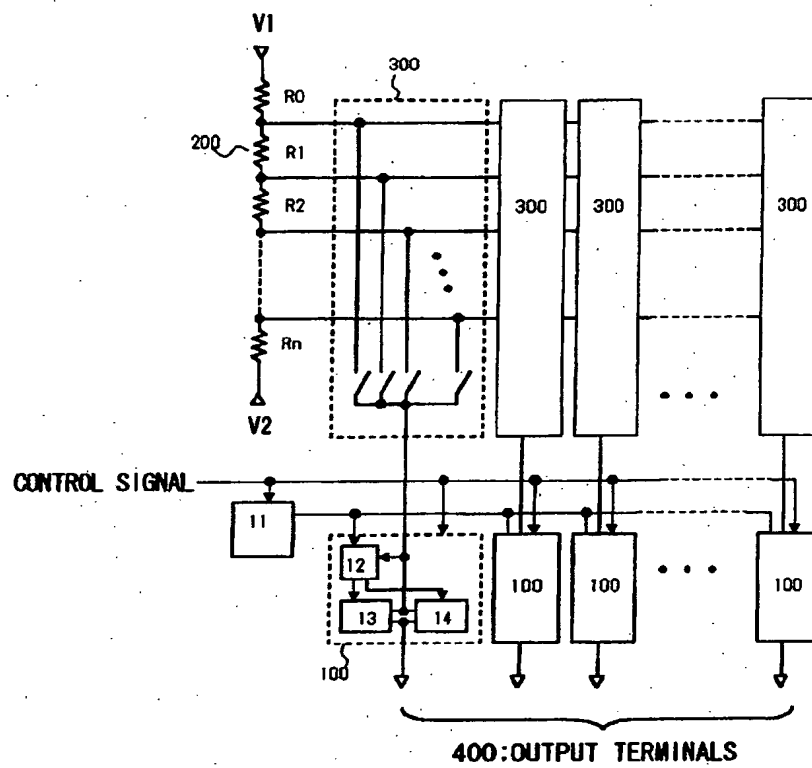 V1
300
R0
200
R1
R2
300
300
300
Rn
V2
CONTROL SIGNAL
11
12
13
14
100
100
100
100
400:OUTPUT TERMINALS